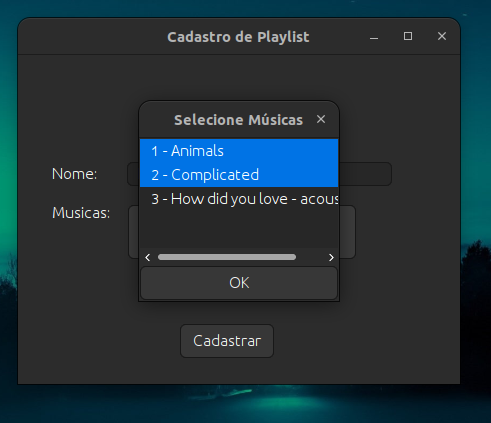 Cadastro de Playlist
Selecione Músicas
1 - Animals
2 - Complicated
3 - How did you love - acous
Nome:
Musicas:
OK
Cadastrar